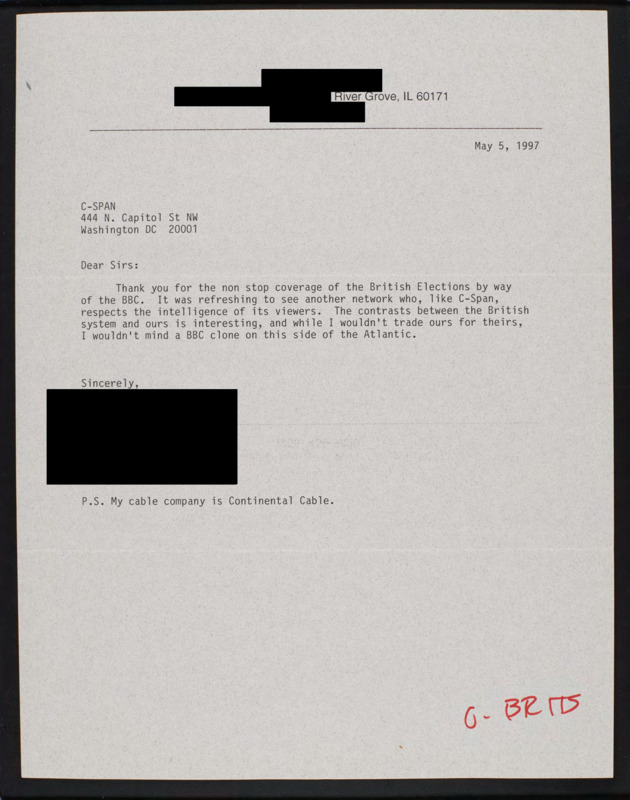 River Grove, IL 60171
May 5, 1997
C-SPAN
444 N. Capitol St NW
Washington DC  20001
Dear Sirs:
Thank you for the non stop coverage of the British Elections by way
of the BBC.  It was refreshing to see another network who, like C-Span,
respects the intelligence of its viewers.  The contrasts between the British
system and ours is interesting, and while I wouldn't trade ours for theirs,
I wouldn't mind a BBC clone on this side of the Atlantic.
Sincerely,
P.S. My cable company is Continental Cable.
G- BRITS